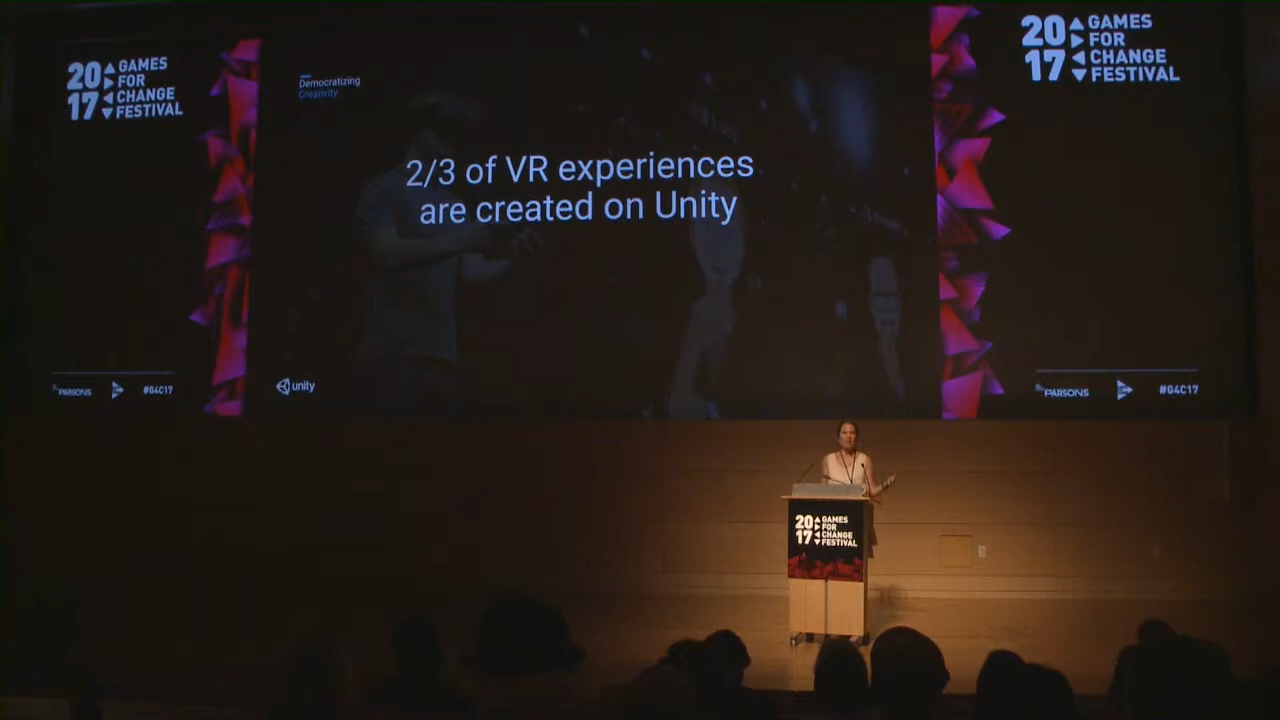 20 GAMES
FOR
17 CHANGE
FESTIVAL
Democratizing
Creativity
2/3 of VR experiences
are created on Unity
20 GAMES
FOR
17 CHANGE
FESTIVAL
PARSONS
#G4C17
unity
PARSONS
#G4C17
20 GAMES
FOR
17 CHANGE
FESTIVAL